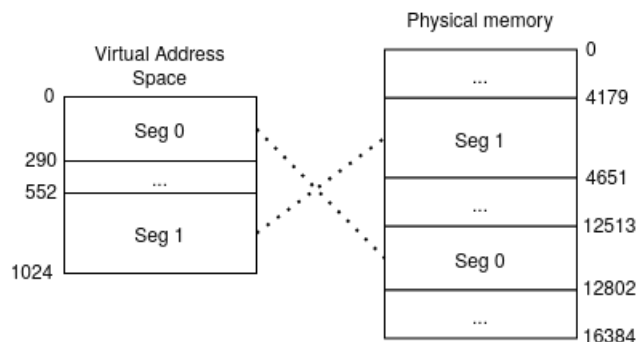 Virtual Address
Space
0
Seg 0
290
...
552
Seg 1
1024
Physical memory
0
...
4179
Seg 1
4651
...
12513
Seg 0
12802
...
16384